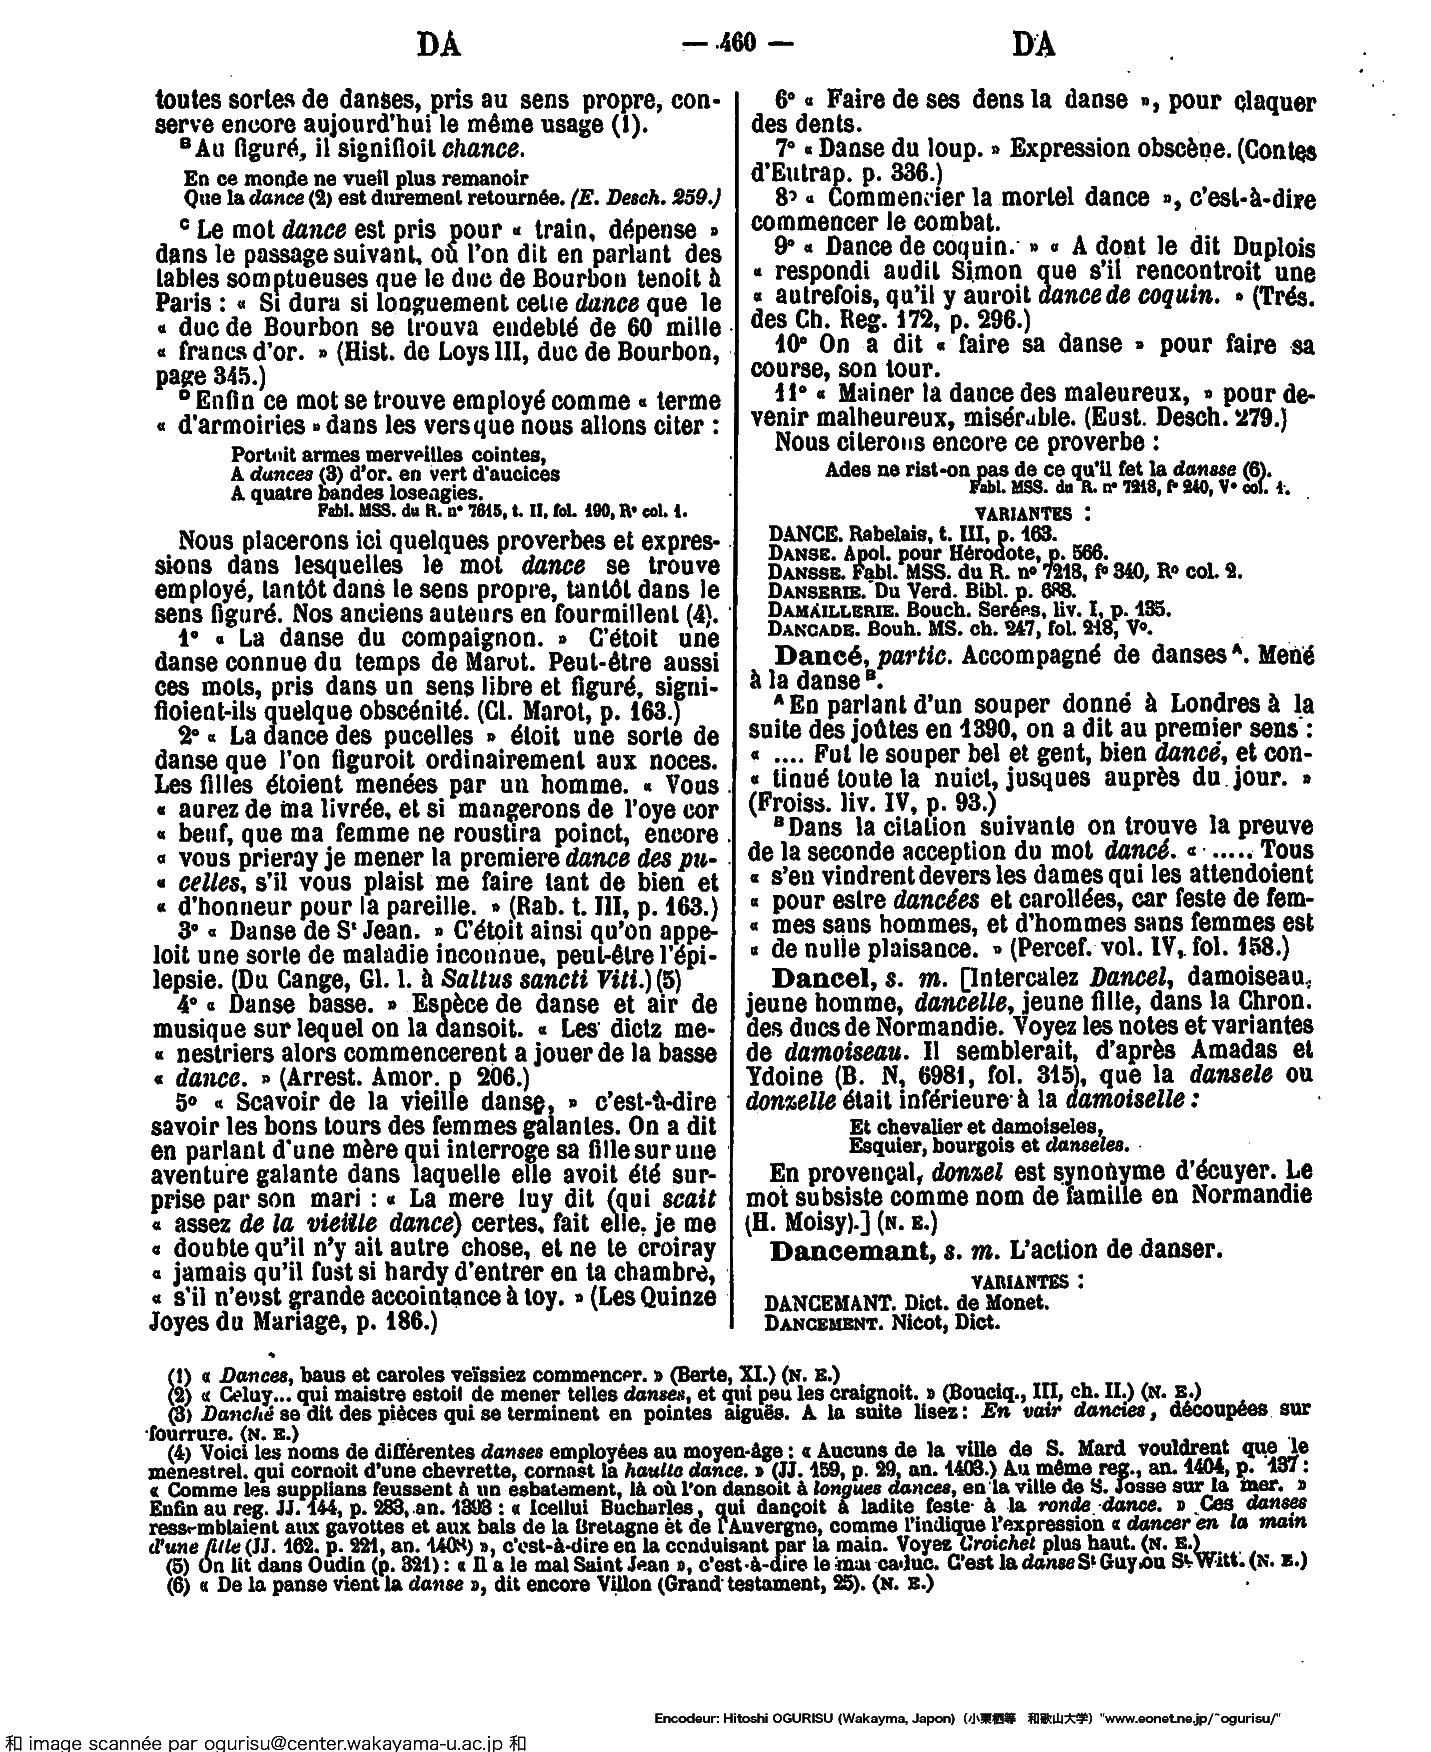 DA — 460 — DA
toutes sortes de danses, pris au sens propre, con-
serve encore aujourd'hui le même usage (1).
B Au figuré, il signifioit chance.
En ce monde ne vueil plus remanoir
Que la dance (2) est durement retournée. (E. Desch. 259.)
C Le mot dance est pris pour « train, dépense »
dans le passage suivant, où l'on dit en parlant des
tables somptueuses que le duc de Bourbon tenoit à
Paris : « Si dura si longuement cette dance que le
« duc de Bourbon se trouva endebté de 60 mille
« francs d'or. » (Hist. de Loys III, duc de Bourbon,
page 345.)
D Enfin ce mot se trouve employé comme « terme
« d'armoiries » dans les vers que nous allons citer :
Portoit armes merveilles cointes,
A dances (3) d'or. en vert d'aucices
A quatre bandes losengies.
Fabl. MSS. du R. nº 7615, t. II, fol. 190, Rº col. 1.
Nous placerons ici quelques proverbes et expres-
sions dans lesquelles le mot dance se trouve
employé, tantôt dans le sens propre, tantôt dans le
sens figuré. Nos anciens auteurs en fourmillent (4).
1º « La danse du compaignon. » C'étoit une
danse connue du temps de Marot. Peut-être aussi
ces mots, pris dans un sens libre et figuré, signi-
fioient-ils quelque obscénité. (Cl. Marot, p. 163.)
2º « La dance des pucelles » étoit une sorte de
danse que l'on figuroit ordinairement aux noces.
Les filles étoient menées par un homme. « Vous
« aurez de ma livrée, et si mangerons de l'oye cor
« beuf, que ma femme ne roustira poinct, encore
« vous prieray je mener la premiere dance des pu-
« celles, s'il vous plaist me faire tant de bien et
« d'honneur pour la pareille. » (Rab. t. III, p. 163.)
3º « Danse de St Jean. » C'étoit ainsi qu'on appe-
loit une sorte de maladie inconnue, peut-être l'épi-
lepsie. (Du Cange, Gl. l. à Saltus sancti Viti.) (5)
4º « Danse basse. » Espèce de danse et air de
musique sur lequel on la dansoit. « Les dictz me-
« nestriers alors commencerent a jouer de la basse
« dance. » (Arrest. Amor. p 206.)
5º « Scavoir de la vieille danse, » c'est-à-dire
savoir les bons tours des femmes galantes. On a dit
en parlant d'une mère qui interroge sa fille sur une
aventure galante dans laquelle elle avoit été sur-
prise par son mari : « La mere luy dit (qui scait
« assez de la vieille dance) certes, fait elle, je me
« doubte qu'il n'y ait autre chose, et ne te croiray
« jamais qu'il fust si hardy d'entrer en ta chambre,
« s'il n'eust grande accointance à toy. » (Les Quinze
Joyes du Mariage, p. 186.)
6º « Faire de ses dens la danse », pour claquer
des dents.
7º « Danse du loup. » Expression obscène. (Contes
d'Eutrap. p. 336.)
8º « Commencier la mortel dance », c'est-à-dire
commencer le combat.
9º « Dance de coquin. » « A dont le dit Duplois
« respondi audit Simon que s'il rencontroit une
« autrefois, qu'il y auroit dance de coquin. » (Trés.
des Ch. Reg. 172, p. 296.)
10º On a dit « faire sa danse » pour faire sa
course, son tour.
11º « Mainer la dance des maleureux, » pour de-
venir malheureux, misérable. (Eust. Desch. 279.)
Nous citerons encore ce proverbe :
Ades ne rist-on pas de ce qu'il fet la dansse (6).
Fabl. MSS. du R. nº 7218, fº 240, Vº col. 1.
VARIANTES :
DANCE. Rabelais, t. III, p. 163.
DANSE. Apol. pour Hérodote, p. 566.
DANSSE. Fabl. MSS. du R. nº 7218, fº 340, Rº col. 2.
DANSERIE. Du Verd. Bibl. p. 688.
DAMAILLERIE. Bouch. Serées, liv. I, p. 135.
DANCADE. Bouh. MS. ch. 247, fol. 218, Vº.
Dancé, partic. Accompagné de danses A. Mené
à la danse B.
A En parlant d'un souper donné à Londres à la
suite des joûtes en 1390, on a dit au premier sens :
« .... Fut le souper bel et gent, bien dancé, et con-
« tinué toute la nuict, jusques auprès du jour. »
(Froiss. liv. IV, p. 93.)
B Dans la citation suivante on trouve la preuve
de la seconde acception du mot dancé. « ..... Tous
« s'en vindrent devers les dames qui les attendoient
« pour estre dancées et carollées, car feste de fem-
« mes sans hommes, et d'hommes sans femmes est
« de nulle plaisance. » (Percef. vol. IV, fol. 158.)
Dancel, s. m. [Intercalez Dancel, damoiseau,
jeune homme, dancelle, jeune fille, dans la Chron.
des ducs de Normandie. Voyez les notes et variantes
de damoiseau. Il semblerait, d'après Amadas et
Ydoine (B. N, 6981, fol. 315), que la dansele ou
donzelle était inférieure à la damoiselle :
Et chevalier et damoiseles,
Esquier, bourgois et danseles.
En provençal, donzel est synonyme d'écuyer. Le
mot subsiste comme nom de famille en Normandie
(H. Moisy).] (N. E.)
Dancemant, s. m. L'action de danser.
VARIANTES :
DANCEMANT. Dict. de Monet.
DANCEMENT. Nicot, Dict.
(1) « Dances, baus et caroles veïssiez commencer. » (Berte, XI.) (N. E.)
(2) « Celuy... qui maistre estoit de mener telles danses, et qui peu les craignoit. » (Bouciq., III, ch. II.) (N. E.)
(3) Danché se dit des pièces qui se terminent en pointes aiguës. A la suite lisez : En vair dancies, découpées sur
fourrure. (N. E.)
(4) Voici les noms de différentes danses employées au moyen-âge : « Aucuns de la ville de S. Mard vouldrent que le
menestrel, qui cornoit d'une chevrette, cornast la haulte dance. » (JJ. 159, p. 29, an. 1403.) Au même reg., an. 1404, p. 137 :
« Comme les supplians feussent à un esbatement, là où l'on dansoit à longues dances, en la ville de S. Josse sur la mer. »
Enfin au reg. JJ. 144, p. 283, an. 1393 : « Icellui Bucharles, qui dançoit à ladite feste à la ronde dance. » Ces danses
ressemblaient aux gavottes et aux bals de la Bretagne et de l'Auvergne, comme l'indique l'expression « dancer en la main
d'une fille (JJ. 162. p. 221, an. 1408) », c'est-à-dire en la conduisant par la main. Voyez Croichet plus haut. (N. E.)
(5) On lit dans Oudin (p. 321) : « Il a le mal Saint Jean », c'est-à-dire le mal caduc. C'est la danse St Guy ou St Witt. (N. E.)
(6) « De la panse vient la danse », dit encore Villon (Grand testament, 25). (N. E.)
Encodeur: Hitoshi OGURISU (Wakayma, Japon) (小栗栖等 和歌山大学) "www.eonet.ne.jp/~ogurisu/"
和 image scannée par ogurisu@center.wakayama-u.ac.jp 和